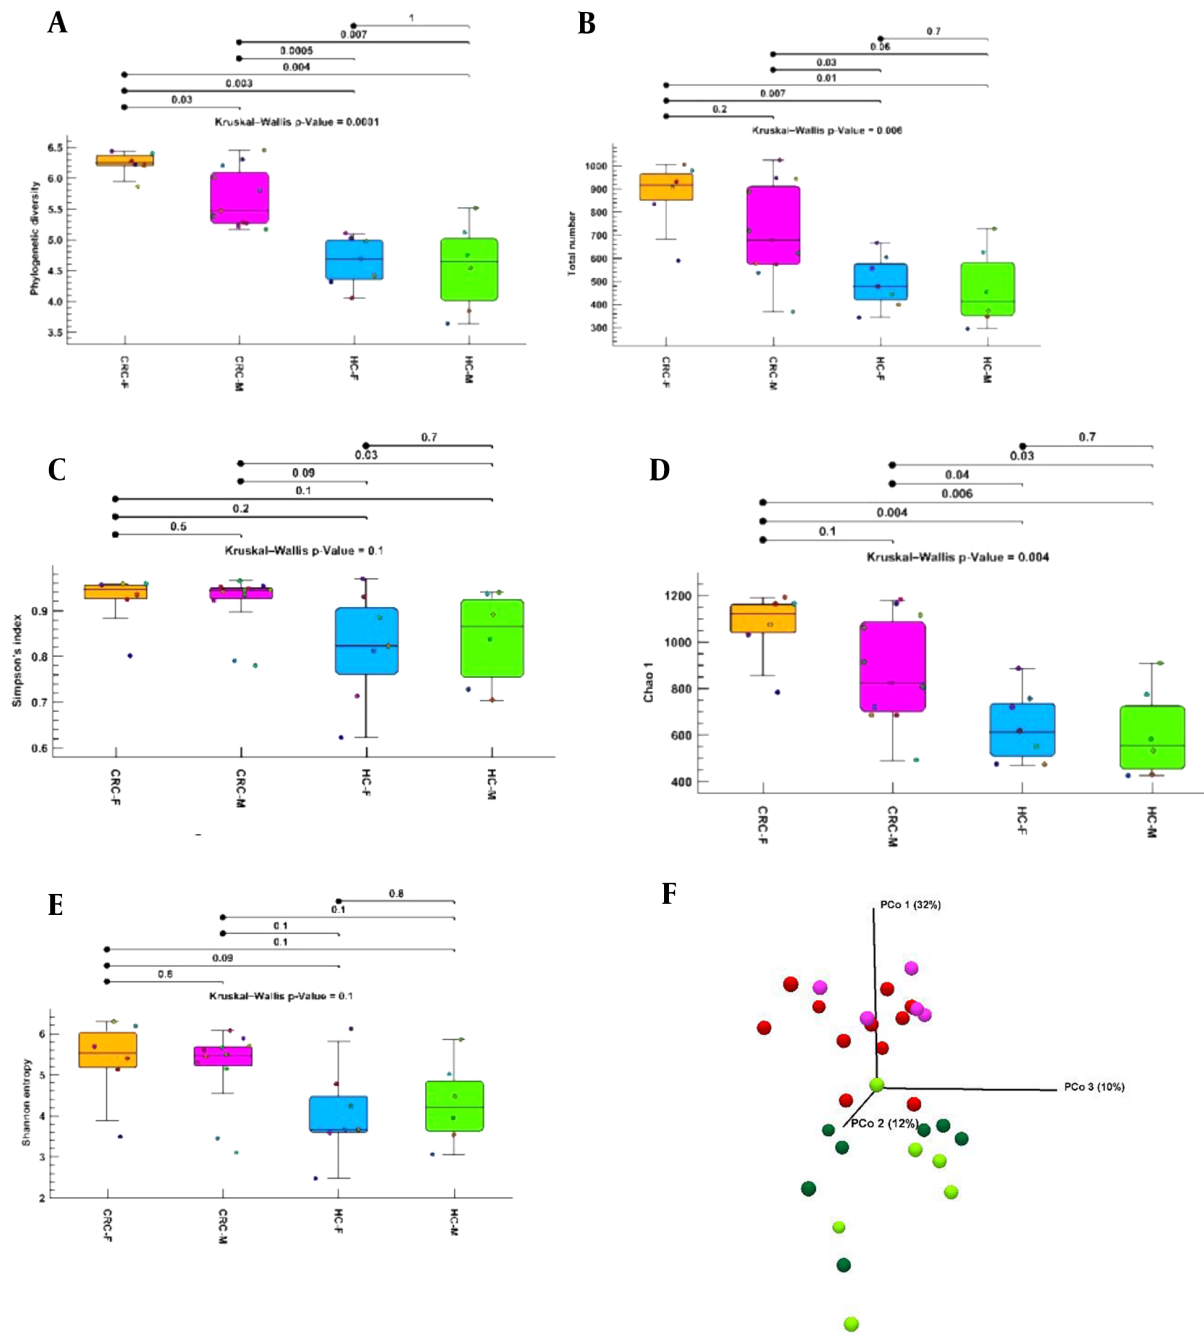 A
1
0.007
0.0005
0.004
0.003
0.03
Kruskal–Wallis p-Value = 0.0001
Phylogenetic diversity
6.5
6.0
5.5
5.0
4.5
4.0
3.5
CRC-F
CRC-M
HC-F
HC-M
B
0.7
0.06
0.03
0.01
0.007
0.2
Kruskal–Wallis p-Value = 0.006
Total number
1000
900
800
700
600
500
400
300
CRC-F
CRC-M
HC-F
HC-M
C
0.7
0.03
0.09
0.1
0.2
0.5
Kruskal–Wallis p-Value = 0.1
Simpson's index
0.9
0.8
0.7
0.6
CRC-F
CRC-M
HC-F
HC-M
D
0.7
0.03
0.04
0.006
0.004
0.1
Kruskal–Wallis p-Value = 0.004
Chao 1
1200
1000
800
600
400
CRC-F
CRC-M
HC-F
HC-M
E
0.8
0.1
0.1
0.1
0.09
0.6
Kruskal–Wallis p-Value = 0.1
Shannon entropy
6
5
4
3
2
CRC-F
CRC-M
HC-F
HC-M
F
PCo 1 (32%)
PCo 3 (10%)
PCo 2 (12%)